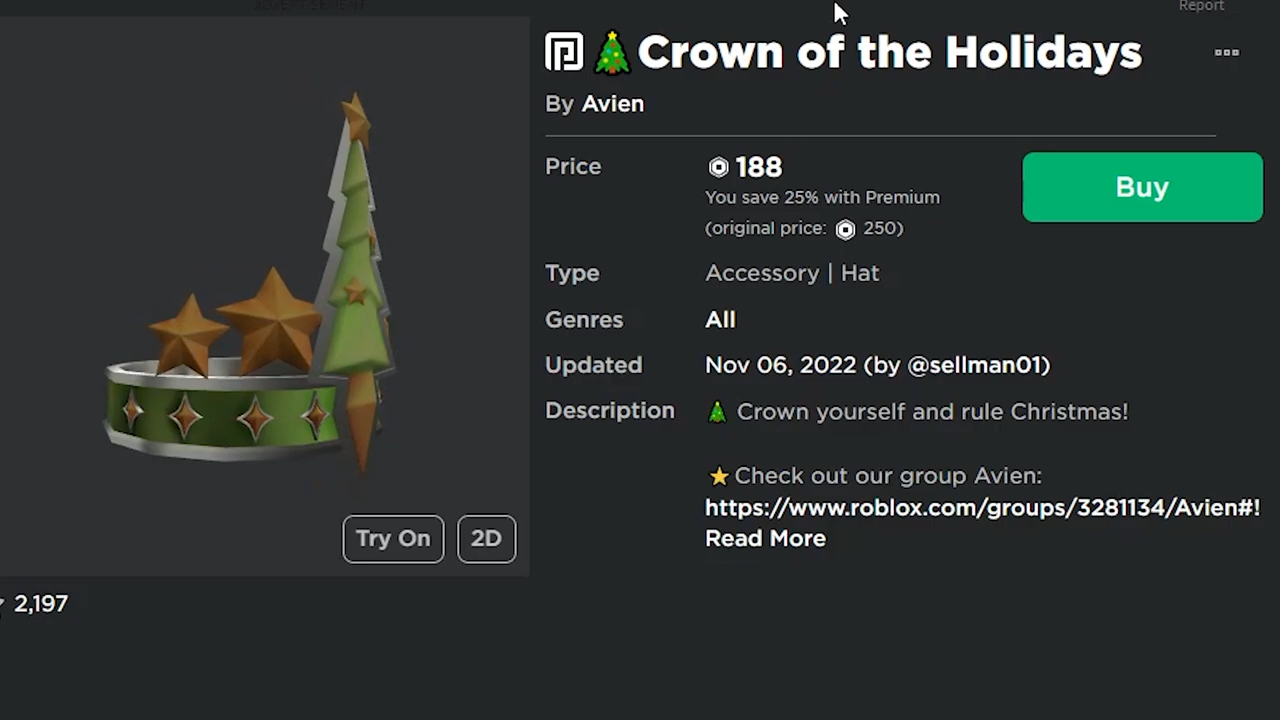 ADVERTISEMENT
Report
🎄Crown of the Holidays
By Avien
Price
188
Buy
You save 25% with Premium
(original price: 250)
Type
Accessory | Hat
Genres
All
Updated
Nov 06, 2022 (by @sellman01)
Description
🎄 Crown yourself and rule Christmas!
⭐Check out our group Avien:
https://www.roblox.com/groups/3281134/Avien#!
Read More
Try On
2D
2,197